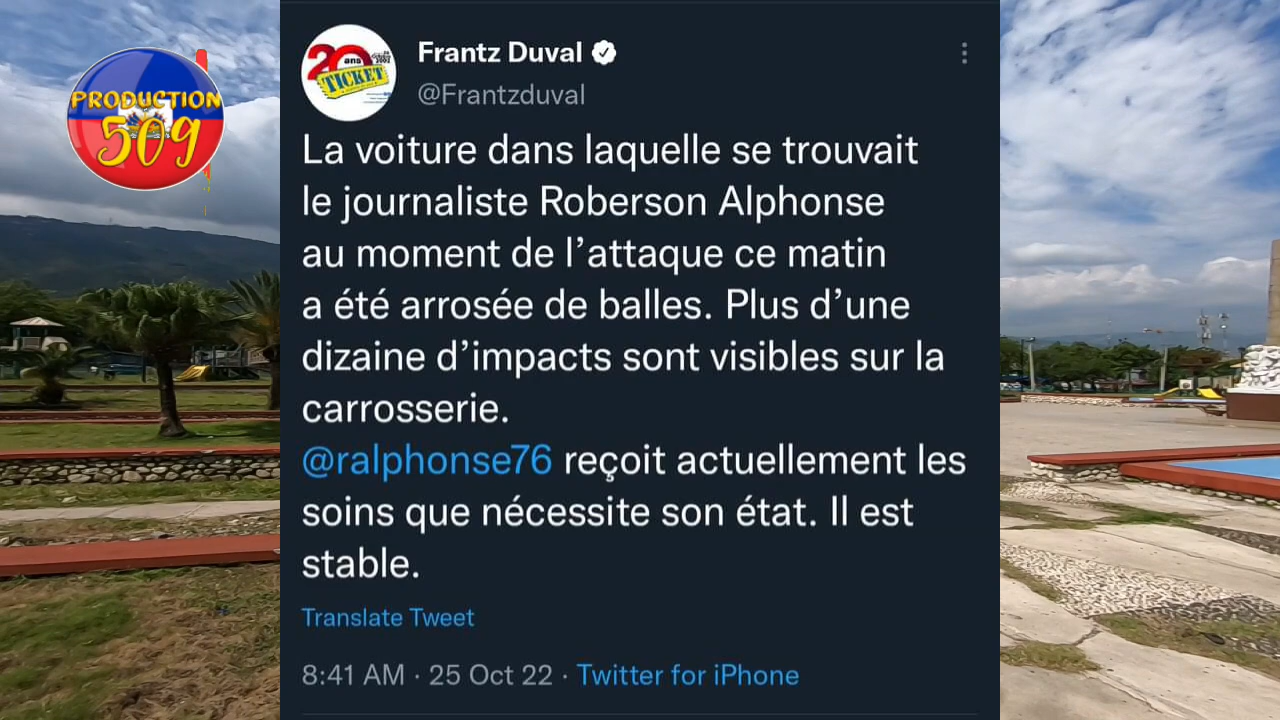 PRODUCTION
509
20 ans
TICKET
Frantz Duval
@Frantzduval
La voiture dans laquelle se trouvait
le journaliste Roberson Alphonse
au moment de l’attaque ce matin
a été arrosée de balles. Plus d’une
dizaine d’impacts sont visibles sur la
carrosserie.
@ralphonse76 reçoit actuellement les
soins que nécessite son état. Il est
stable.
Translate Tweet
8:41 AM · 25 Oct 22 · Twitter for iPhone